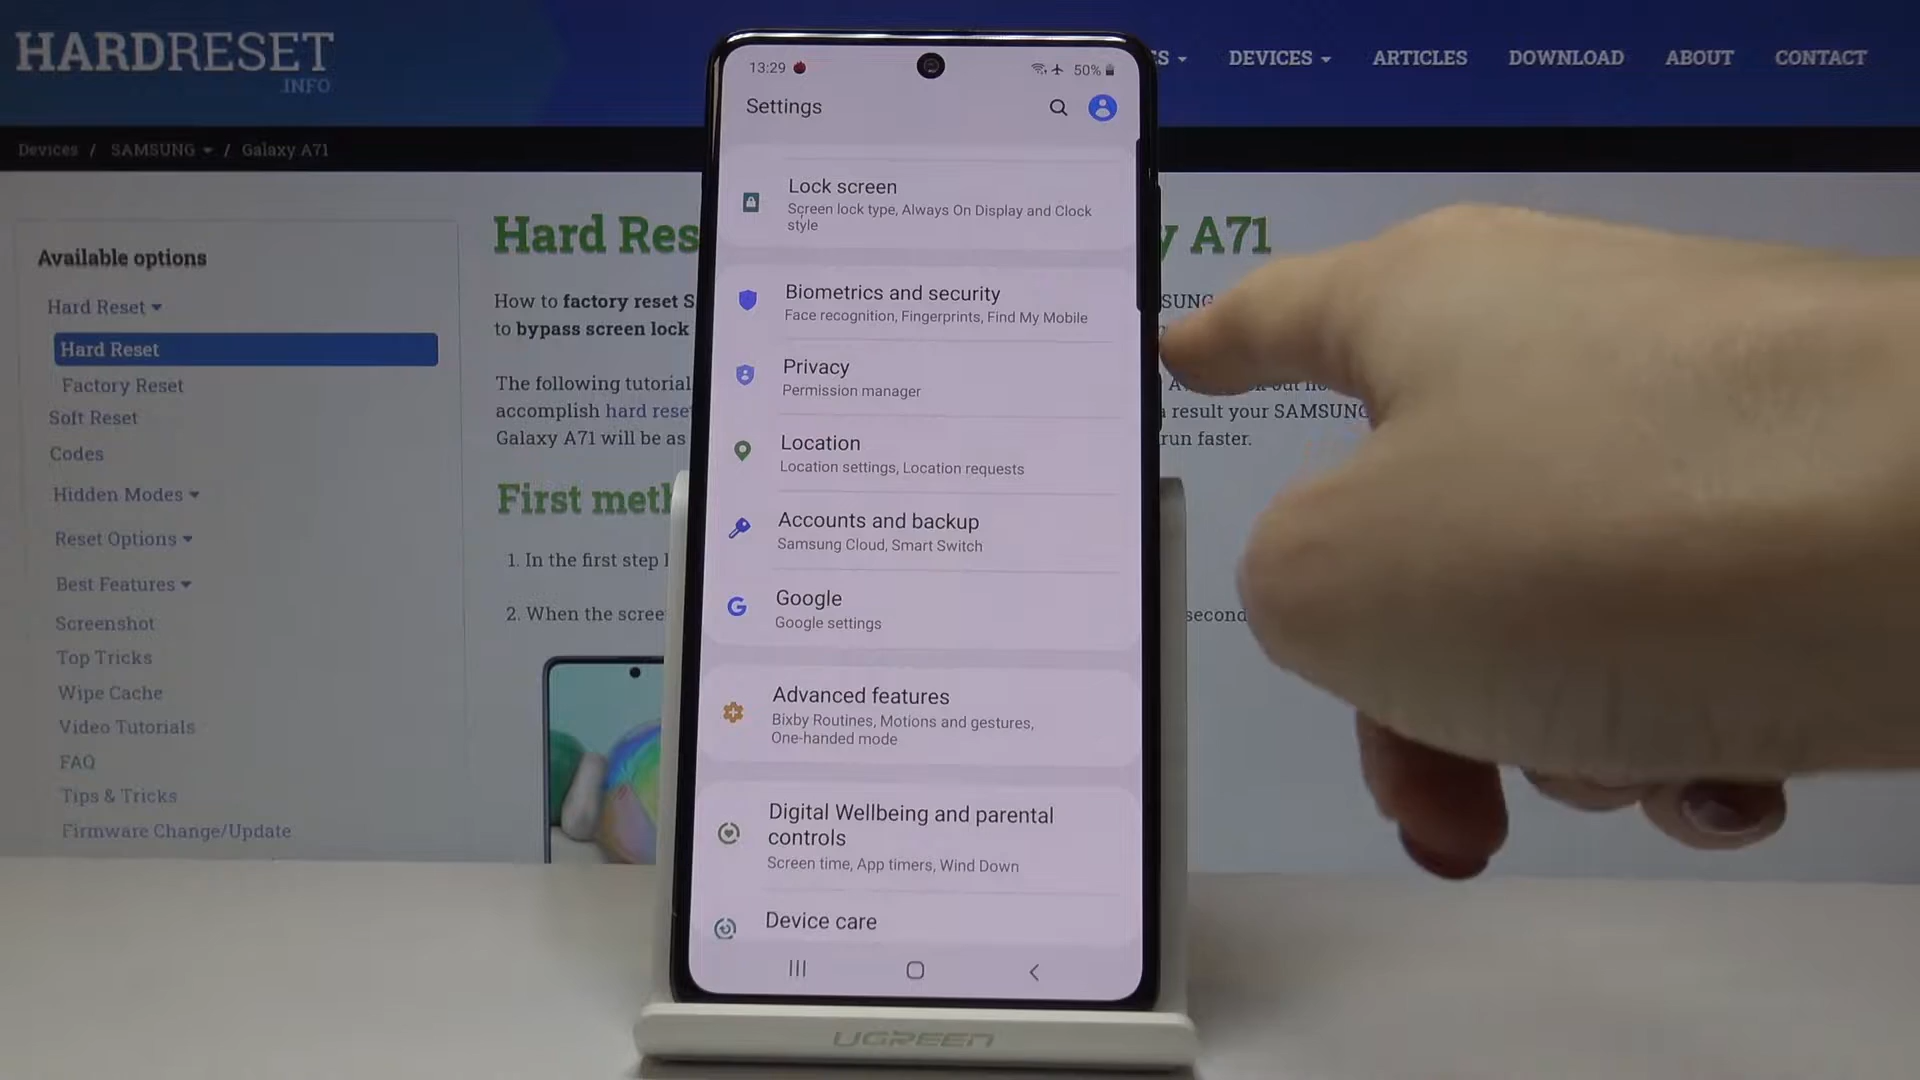 HARDRESET
.INFO
DEVICES
ARTICLES
DOWNLOAD
ABOUT
CONTACT
Devices / SAMSUNG / Galaxy A71
Available options
Hard Reset
Hard Reset
Factory Reset
Soft Reset
Codes
Hidden Modes
Reset Options
Best Features
Screenshot
Top Tricks
Wipe Cache
Video Tutorials
FAQ
Tips & Tricks
Firmware Change/Update
Hard Res
y A71
How to factory reset S
to bypass screen lock
The following tutorial
accomplish hard rese
a result your SAMSUNG
Galaxy A71 will be as
run faster.
First meth
1. In the first step
2. When the scree
second
13:29
50%
Settings
Lock screen
Screen lock type, Always On Display and Clock
style
Biometrics and security
Face recognition, Fingerprints, Find My Mobile
Privacy
Permission manager
Location
Location settings, Location requests
Accounts and backup
Samsung Cloud, Smart Switch
Google
Google settings
Advanced features
Bixby Routines, Motions and gestures,
One-handed mode
Digital Wellbeing and parental
controls
Screen time, App timers, Wind Down
Device care
UGREEN